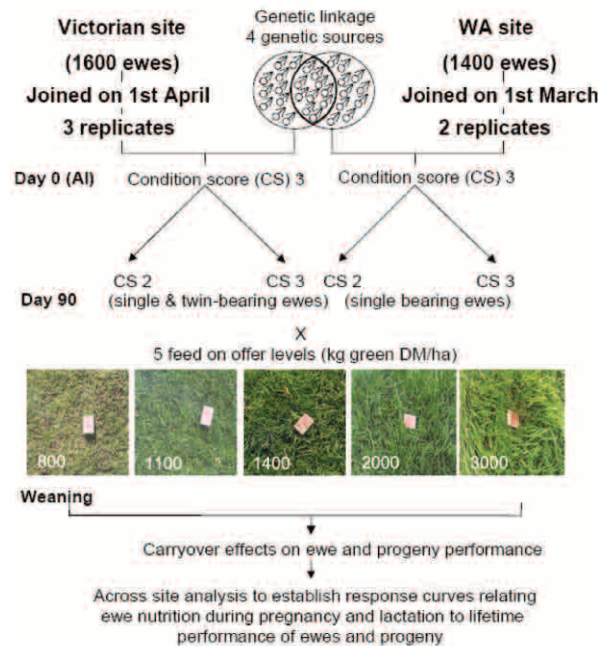 Victorian site
(1600 ewes)
Joined on 1st April
3 replicates
Genetic linkage
4 genetic sources
WA site
(1400 ewes)
Joined on 1st March
2 replicates
Day 0 (AI)
Condition score (CS) 3
Condition score (CS) 3
CS 2
CS 3
CS 2
CS 3
Day 90
(single & twin-bearing ewes)
(single bearing ewes)
X
5 feed on offer levels (kg green DM/ha)
800
1100
1400
2000
3000
Weaning
Carryover effects on ewe and progeny performance
Across site analysis to establish response curves relating
ewe nutrition during pregnancy and lactation to lifetime
performance of ewes and progeny